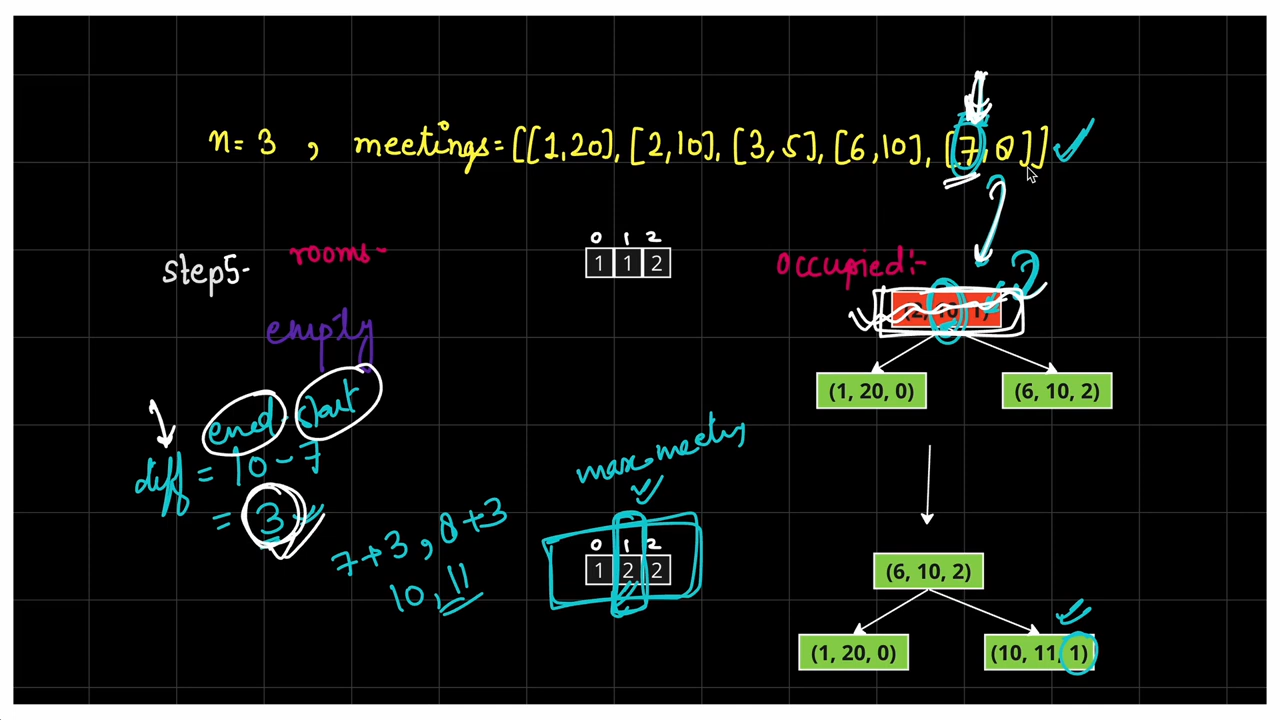 n= 3 , meetings= [[1,20], [2,10], [3,5], [6,10], [7,8]]
step5-
rooms-
0 1 2
1 1 2
occupied:-
empty
(1, 20, 0)
(6, 10, 2)
end - start
diff = 10 - 7
= 3
7+3, 8+3
10, 11
max meetin
0 1 2
1 2 2
(6, 10, 2)
(1, 20, 0)
(10, 11, 1)